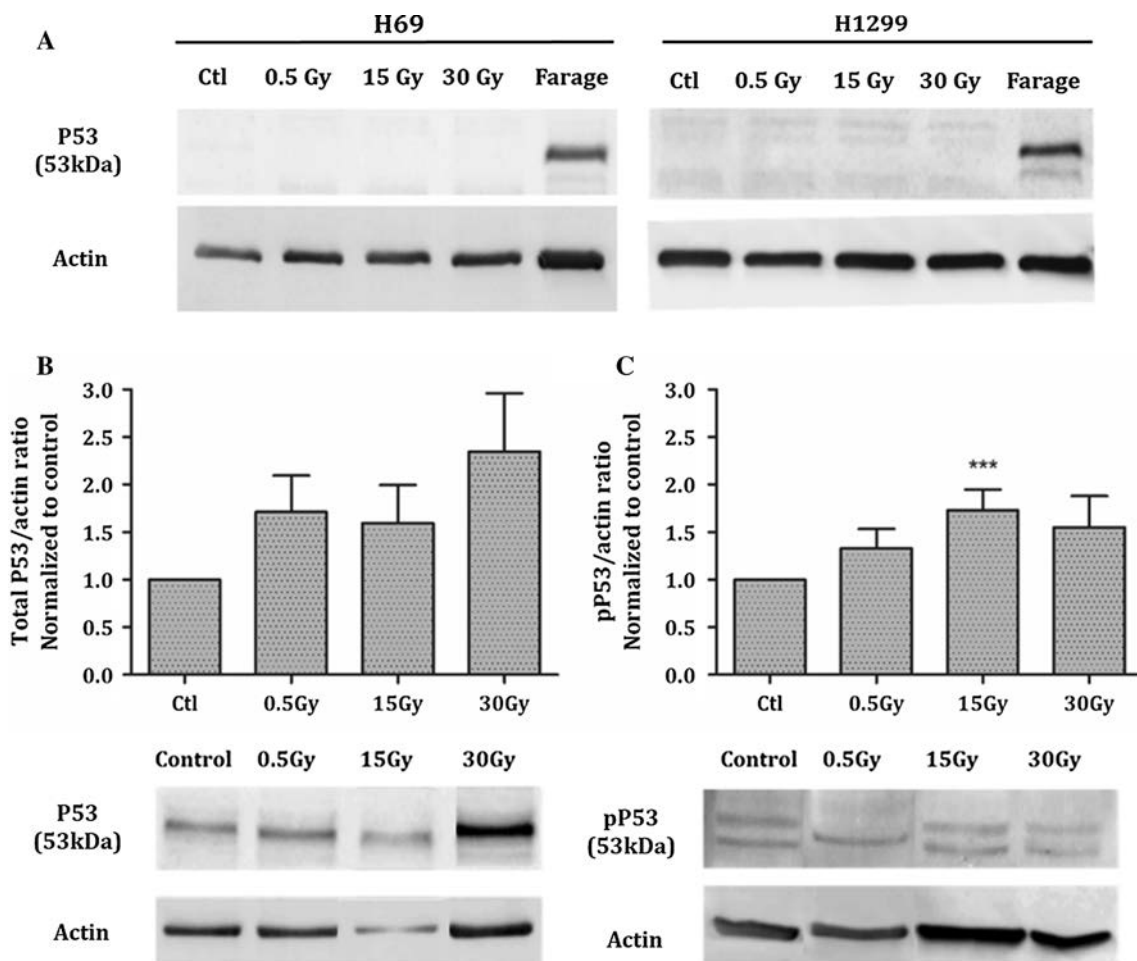 A
H69
H1299
Ctl 0.5 Gy 15 Gy 30 Gy Farage
Ctl 0.5 Gy 15 Gy 30 Gy Farage
P53
(53kDa)
Actin
B
Total P53/actin ratio
Normalized to control
3.0
2.5
2.0
1.5
1.0
0.5
0.0
Ctl 0.5Gy 15Gy 30Gy
Control 0.5Gy 15Gy 30Gy
P53
(53kDa)
Actin
C
pP53/actin ratio
Normalized to control
3.0
2.5
2.0
1.5
1.0
0.5
0.0
***
Ctl 0.5Gy 15Gy 30Gy
Control 0.5Gy 15Gy 30Gy
pP53
(53kDa)
Actin